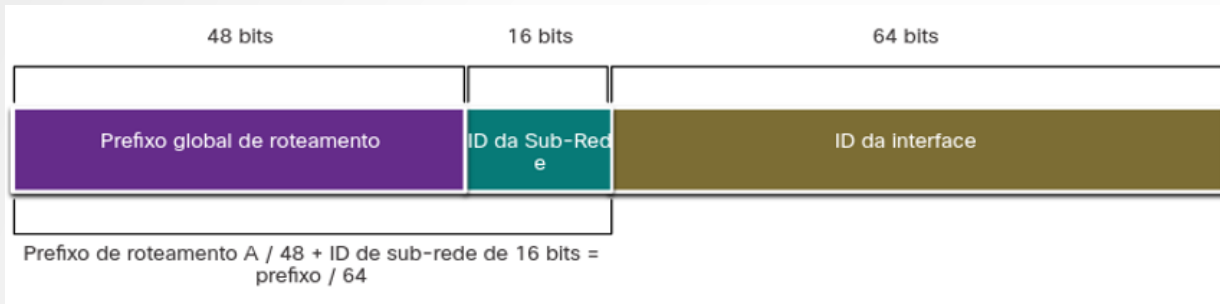 48 bits
16 bits
64 bits
Prefixo global de roteamento
ID da Sub-Red
e
ID da interface
Prefixo de roteamento A / 48 + ID de sub-rede de 16 bits =
prefixo / 64